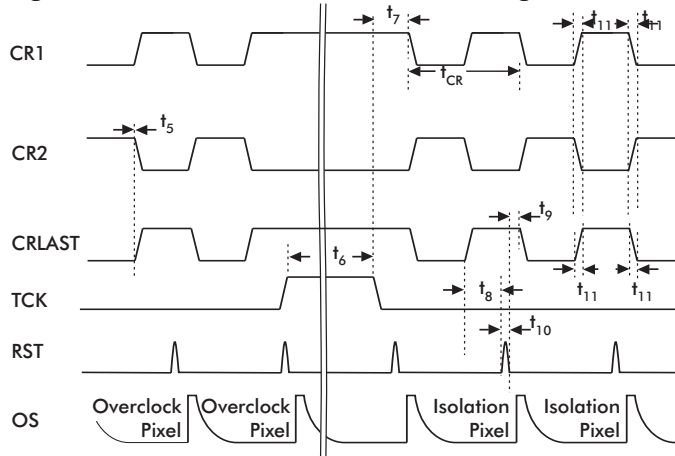 t7
t11
t11
CR1
tCR
t5
CR2
t9
CRLAST
t6
t8
t11
t11
TCK
t10
RST
OS
Overclock Pixel
Overclock Pixel
Isolation Pixel
Isolation Pixel